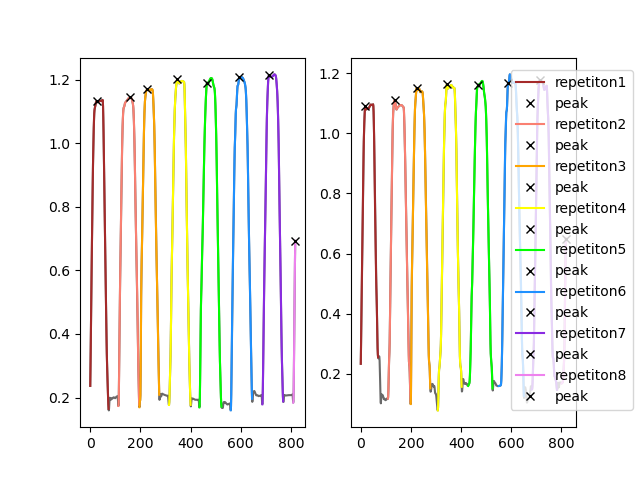 1.2
1.0
0.8
0.6
0.4
0.2
0
200
400
600
800
1.2
1.0
0.8
0.6
0.4
0.2
0
200
400
600
800
repetiton1
peak
repetiton2
peak
repetiton3
peak
repetiton4
peak
repetiton5
peak
repetiton6
peak
repetiton7
peak
repetiton8
peak